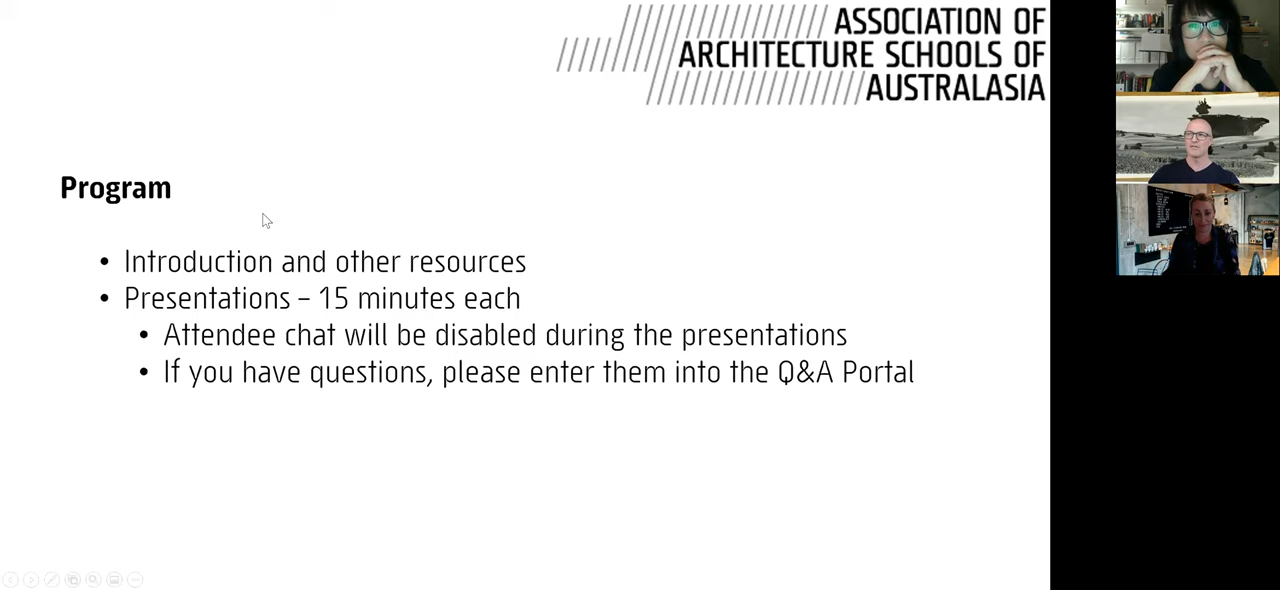 ASSOCIATION OF
ARCHITECTURE SCHOOLS OF
AUSTRALASIA
Program
• Introduction and other resources
• Presentations – 15 minutes each
• Attendee chat will be disabled during the presentations
• If you have questions, please enter them into the Q&A Portal